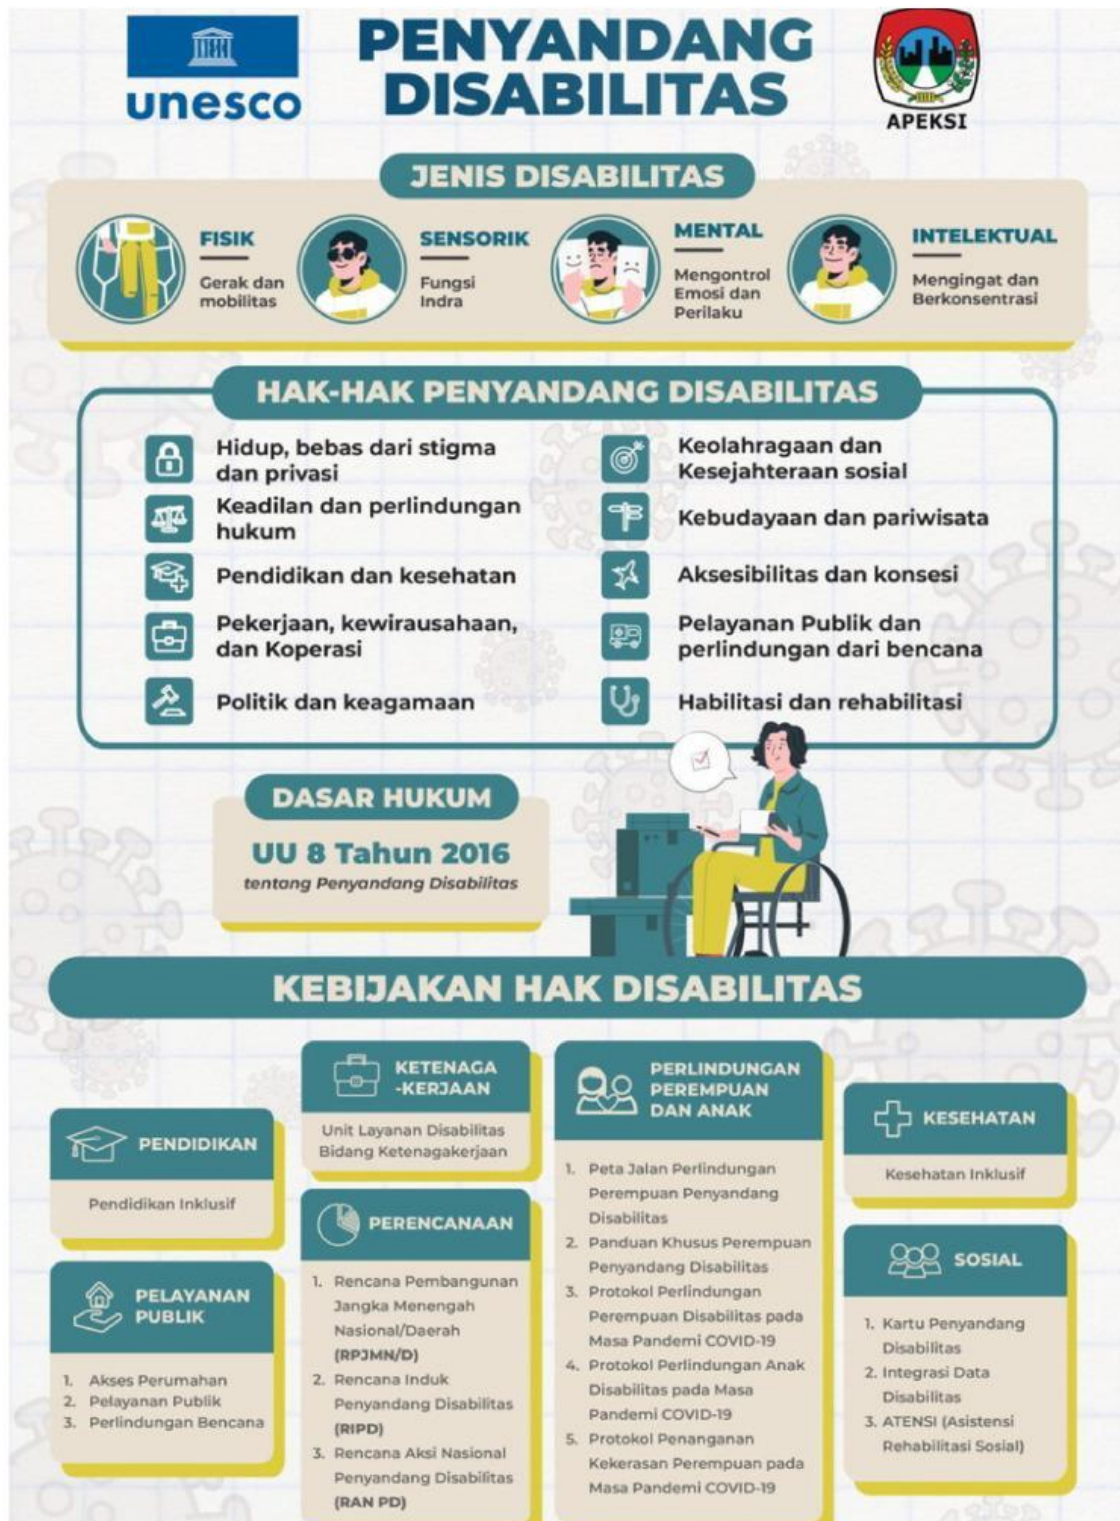 unesco
PENYANDANG
DISABILITAS
APEKSI
JENIS DISABILITAS
FISIK
Gerak dan
mobilitas
SENSORIK
Fungsi
Indra
MENTAL
Mengontrol
Emosi dan
Perilaku
INTELEKTUAL
Mengingat dan
Berkonsentrasi
HAK-HAK PENYANDANG DISABILITAS
Hidup, bebas dari stigma
dan privasi
Keadilan dan perlindungan
hukum
Pendidikan dan kesehatan
Pekerjaan, kewirausahaan,
dan Koperasi
Politik dan keagamaan
Keolahragaan dan
Kesejahteraan sosial
Kebudayaan dan pariwisata
Aksesibilitas dan konsesi
Pelayanan Publik dan
perlindungan dari bencana
Habilitasi dan rehabilitasi
DASAR HUKUM
UU 8 Tahun 2016
tentang Penyandang Disabilitas
KEBIJAKAN HAK DISABILITAS
PENDIDIKAN
Pendidikan Inklusif
PELAYANAN
PUBLIK
1. Akses Perumahan
2. Pelayanan Publik
3. Perlindungan Bencana
KETENAGA
-KERJAAN
Unit Layanan Disabilitas
Bidang Ketenagakerjaan
PERENCANAAN
1. Rencana Pembangunan
Jangka Menengah
Nasional/Daerah
(RPJMN/D)
2. Rencana Induk
Penyandang Disabilitas
(RIPD)
3. Rencana Aksi Nasional
Penyandang Disabilitas
(RAN PD)
PERLINDUNGAN
PEREMPUAN
DAN ANAK
1. Peta Jalan Perlindungan
Perempuan Penyandang
Disabilitas
2. Panduan Khusus Perempuan
Penyandang Disabilitas
3. Protokol Perlindungan
Perempuan Disabilitas pada
Masa Pandemi COVID-19
4. Protokol Perlindungan Anak
Disabilitas pada Masa
Pandemi COVID-19
5. Protokol Penanganan
Kekerasan Perempuan pada
Masa Pandemi COVID-19
KESEHATAN
Kesehatan Inklusif
SOSIAL
1. Kartu Penyandang
Disabilitas
2. Integrasi Data
Disabilitas
3. ATENSI (Asistensi
Rehabilitasi Sosial)